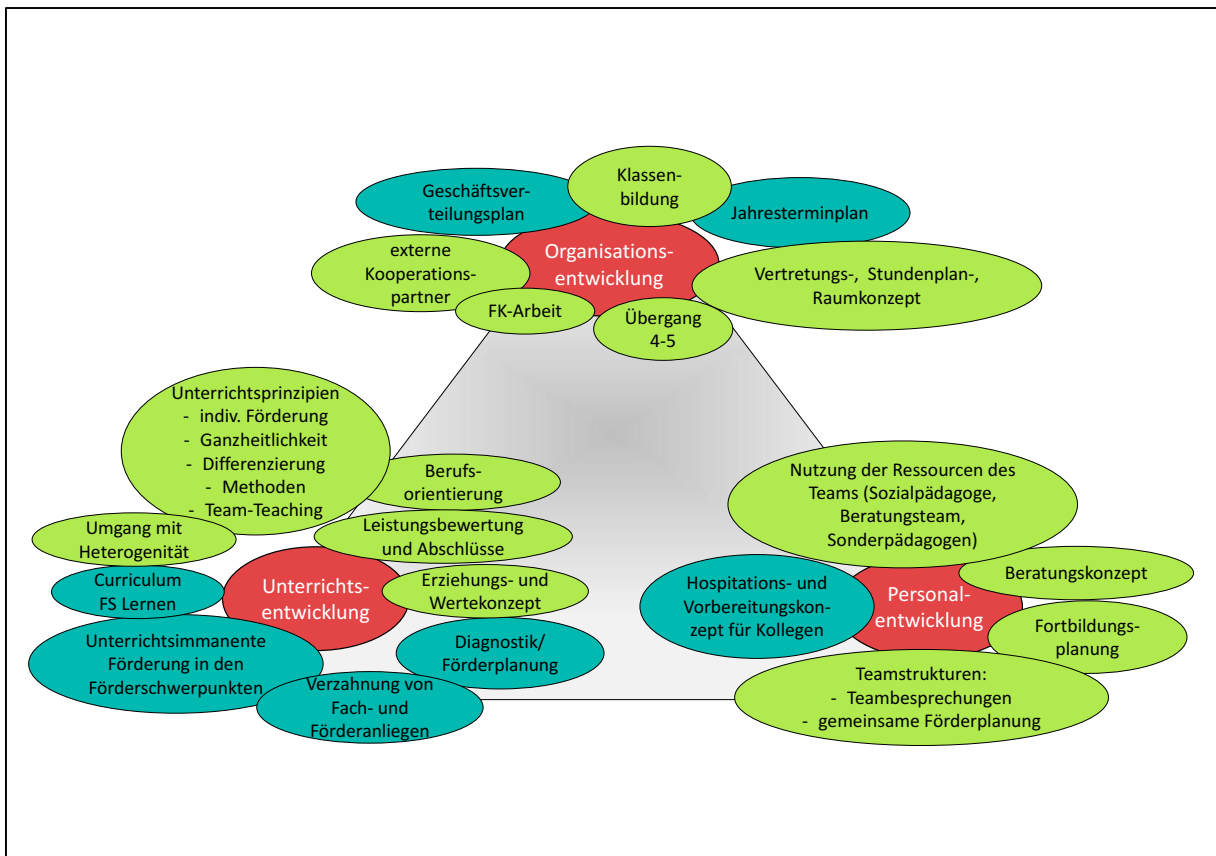 Klassen-
bildung
Geschäftsver-
teilungsplan
Jahresterminplan
Organisations-
entwicklung
externe
Kooperations-
partner
Vertretungs-, Stundenplan-,
Raumkonzept
FK-Arbeit
Übergang
4-5
Unterrichtsprinzipien
- indiv. Förderung
- Ganzheitlichkeit
- Differenzierung
- Methoden
- Team-Teaching
Berufs-
orientierung
Leistungsbewertung
und Abschlüsse
Umgang mit
Heterogenität
Curriculum
FS Lernen
Unterrichts-
entwicklung
Erziehungs- und
Wertekonzept
Diagnostik/
Förderplanung
Unterrichtsimmanente
Förderung in den
Förderschwerpunkten
Verzahnung von
Fach- und
Förderanliegen
Nutzung der Ressourcen des
Teams (Sozialpädagoge,
Beratungsteam,
Sonderpädagogen)
Hospitations- und
Vorbereitungskon-
zept für Kollegen
Personal-
entwicklung
Beratungskonzept
Fortbildungs-
planung
Teamstrukturen:
- Teambesprechungen
- gemeinsame Förderplanung